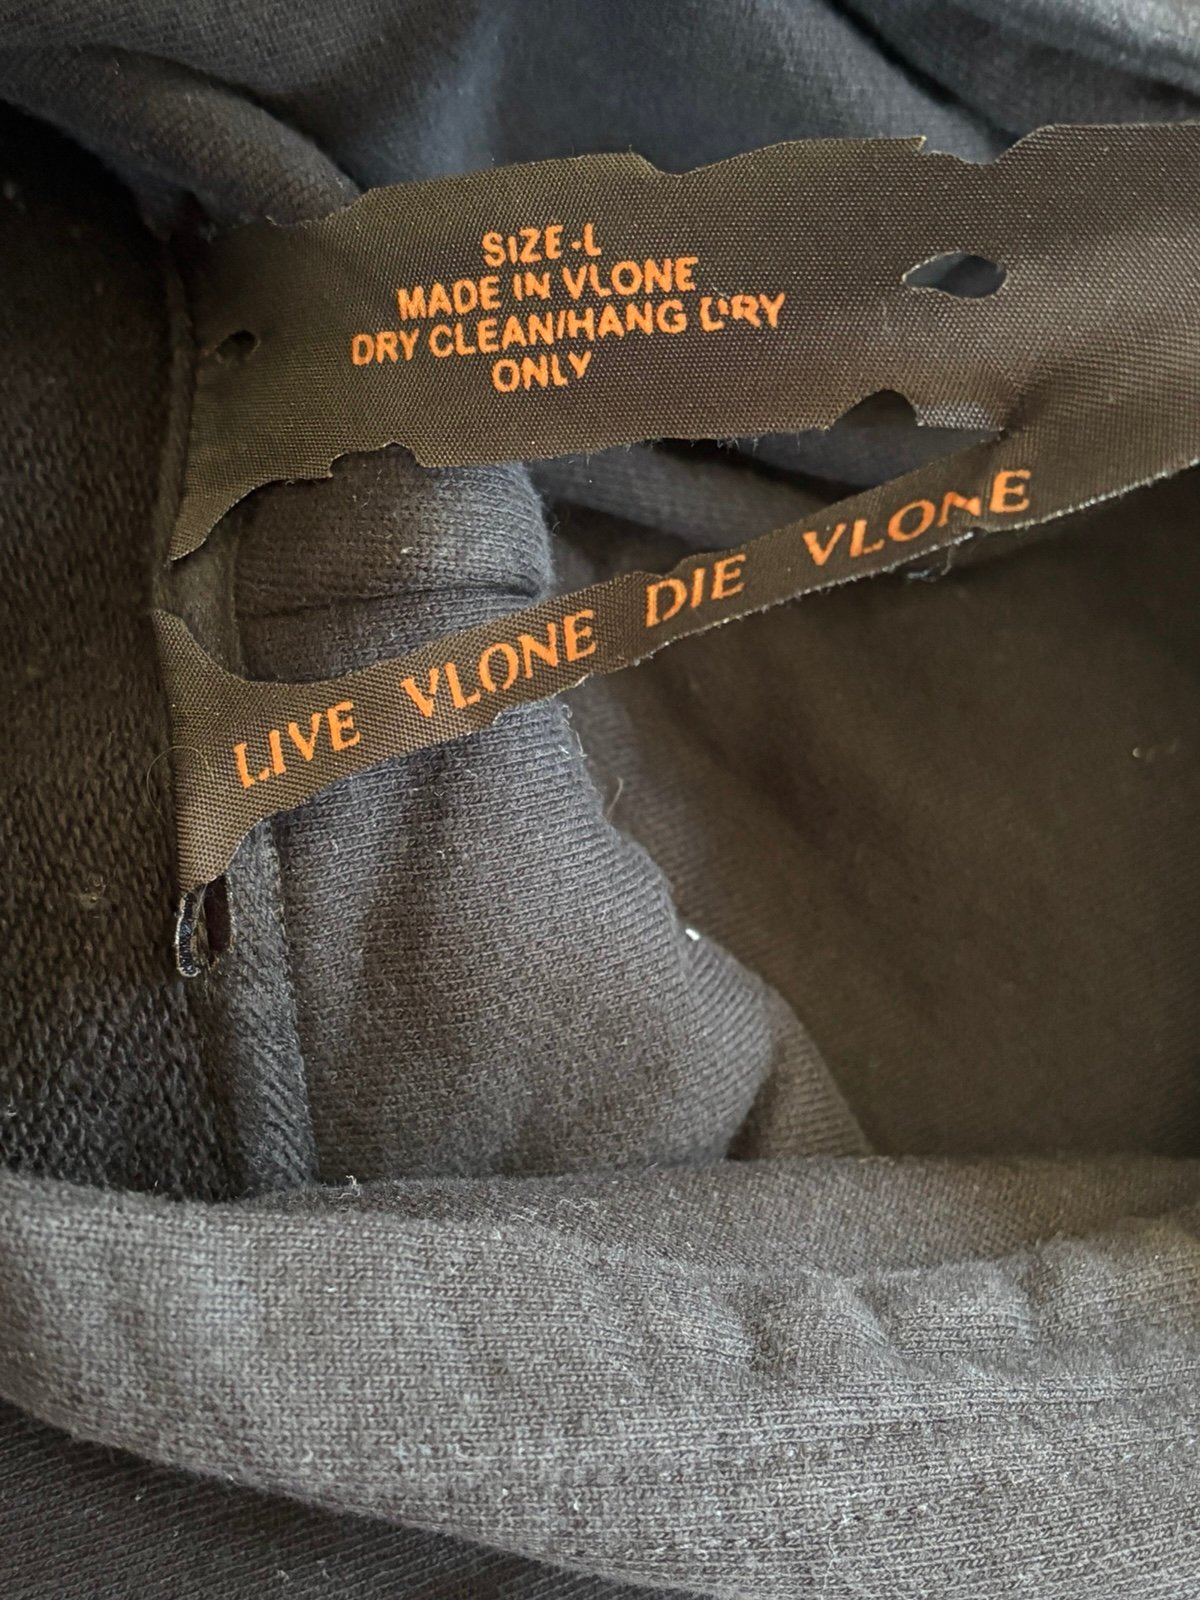 SIZE-L
MADE IN VLONE
DRY CLEAN/HANG DRY
ONLY
LIVE VLONE DIE VLONE